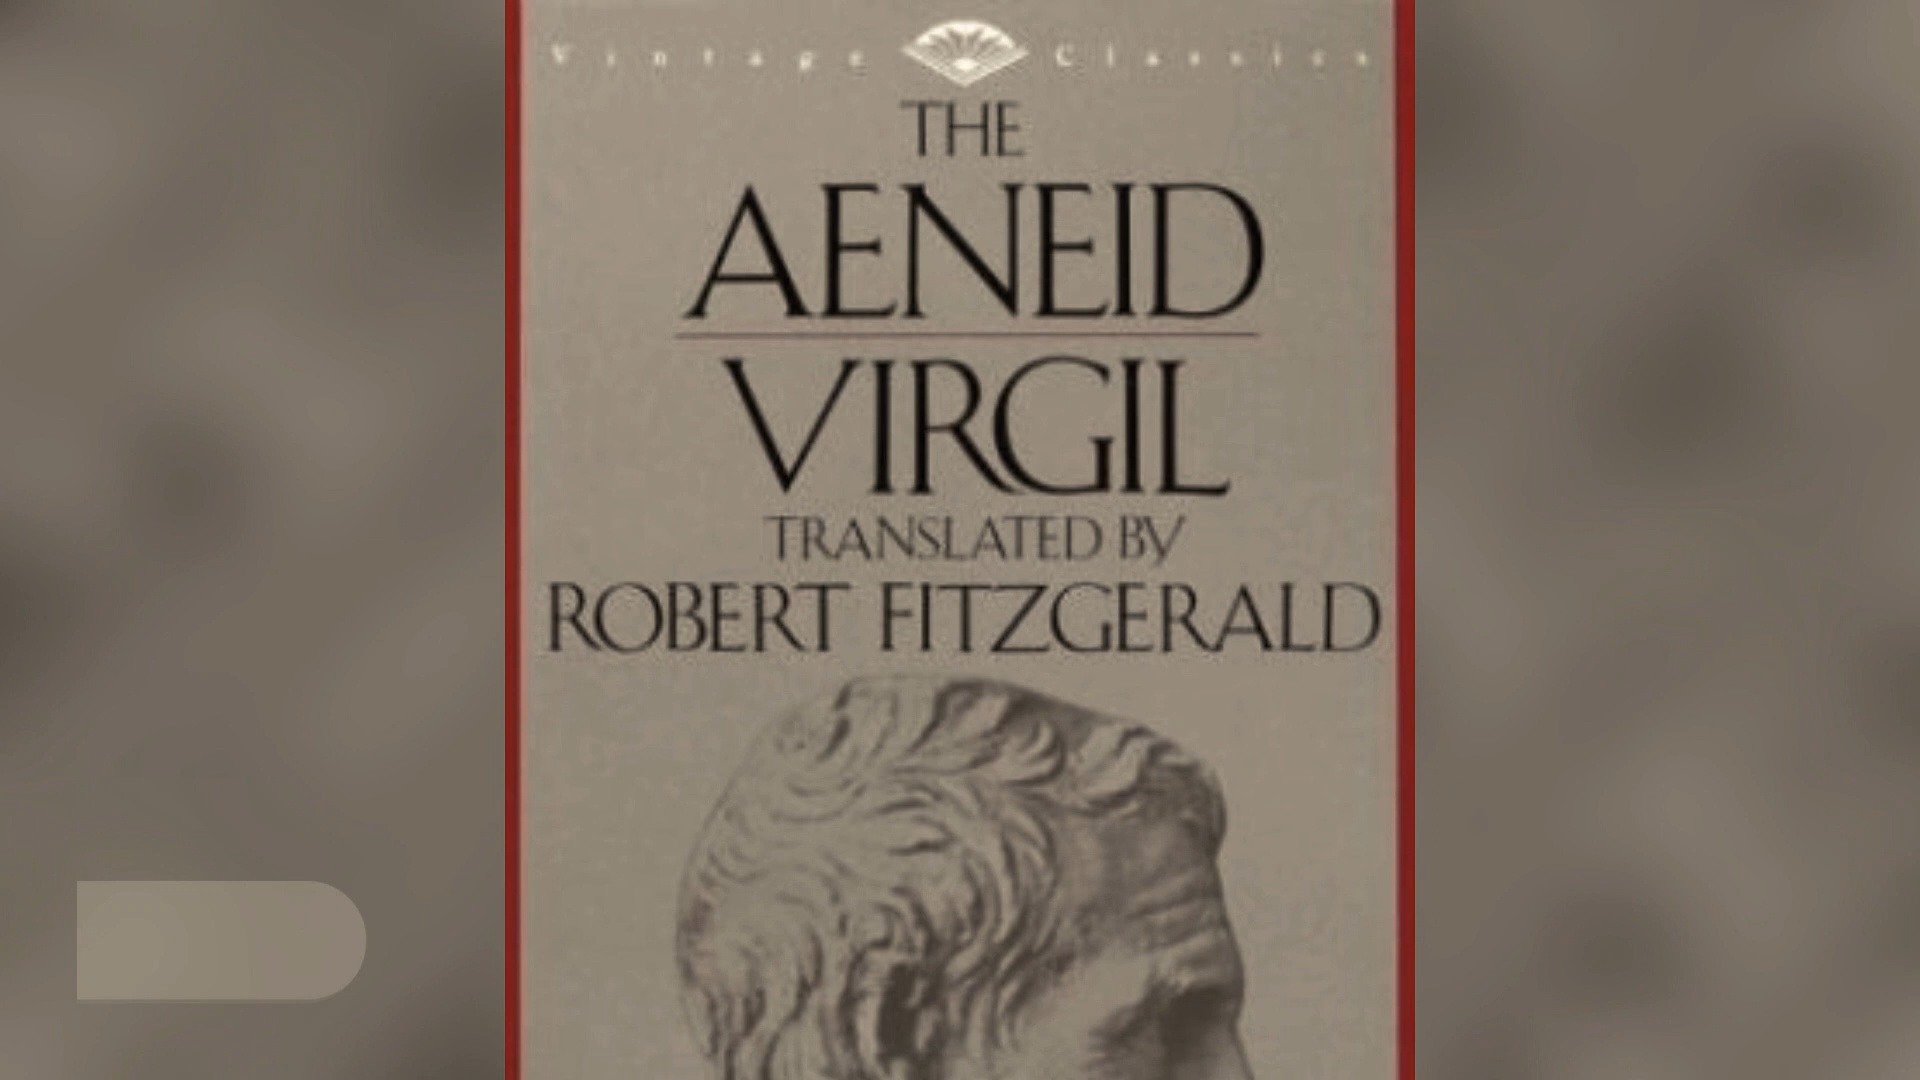 Vintage Classics
THE
AENEID
VIRGIL
TRANSLATED BY
ROBERT FITZGERALD